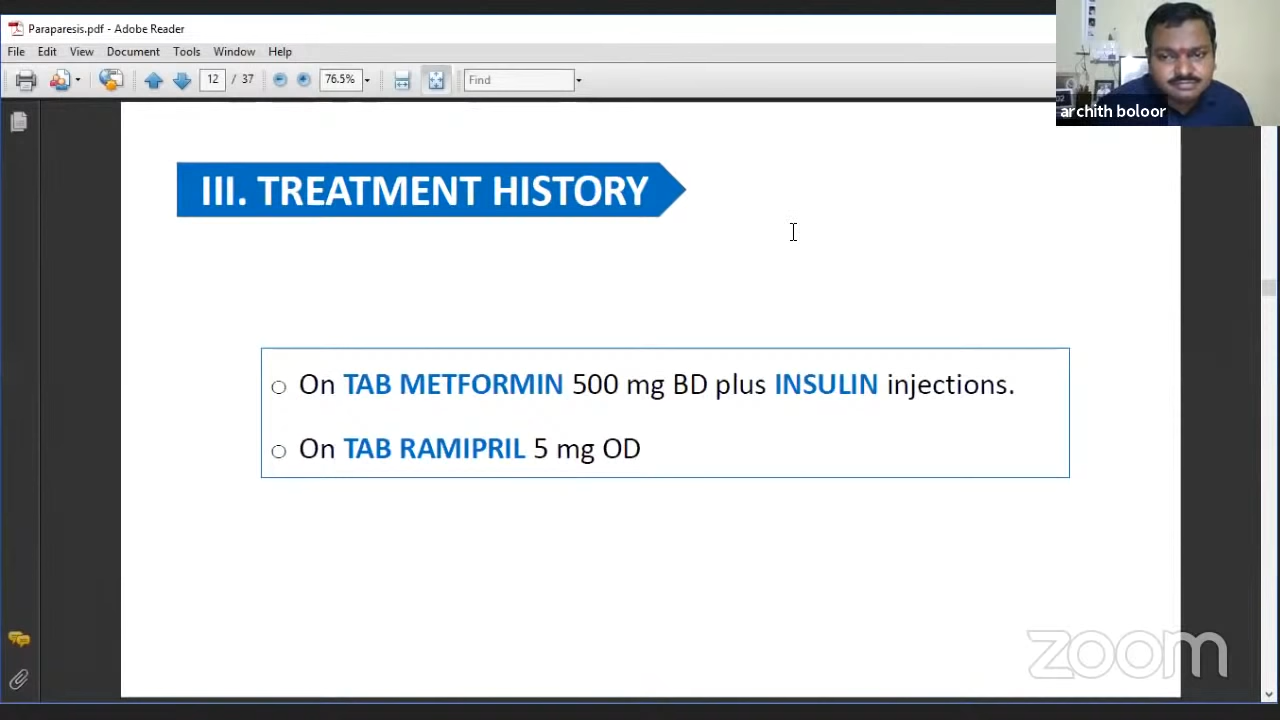 Paraparesis.pdf - Adobe Reader
File Edit View Document Tools Window Help
12 / 37 76.5% Find
archith boloor
III. TREATMENT HISTORY
On TAB METFORMIN 500 mg BD plus INSULIN injections.
On TAB RAMIPRIL 5 mg OD
zoom